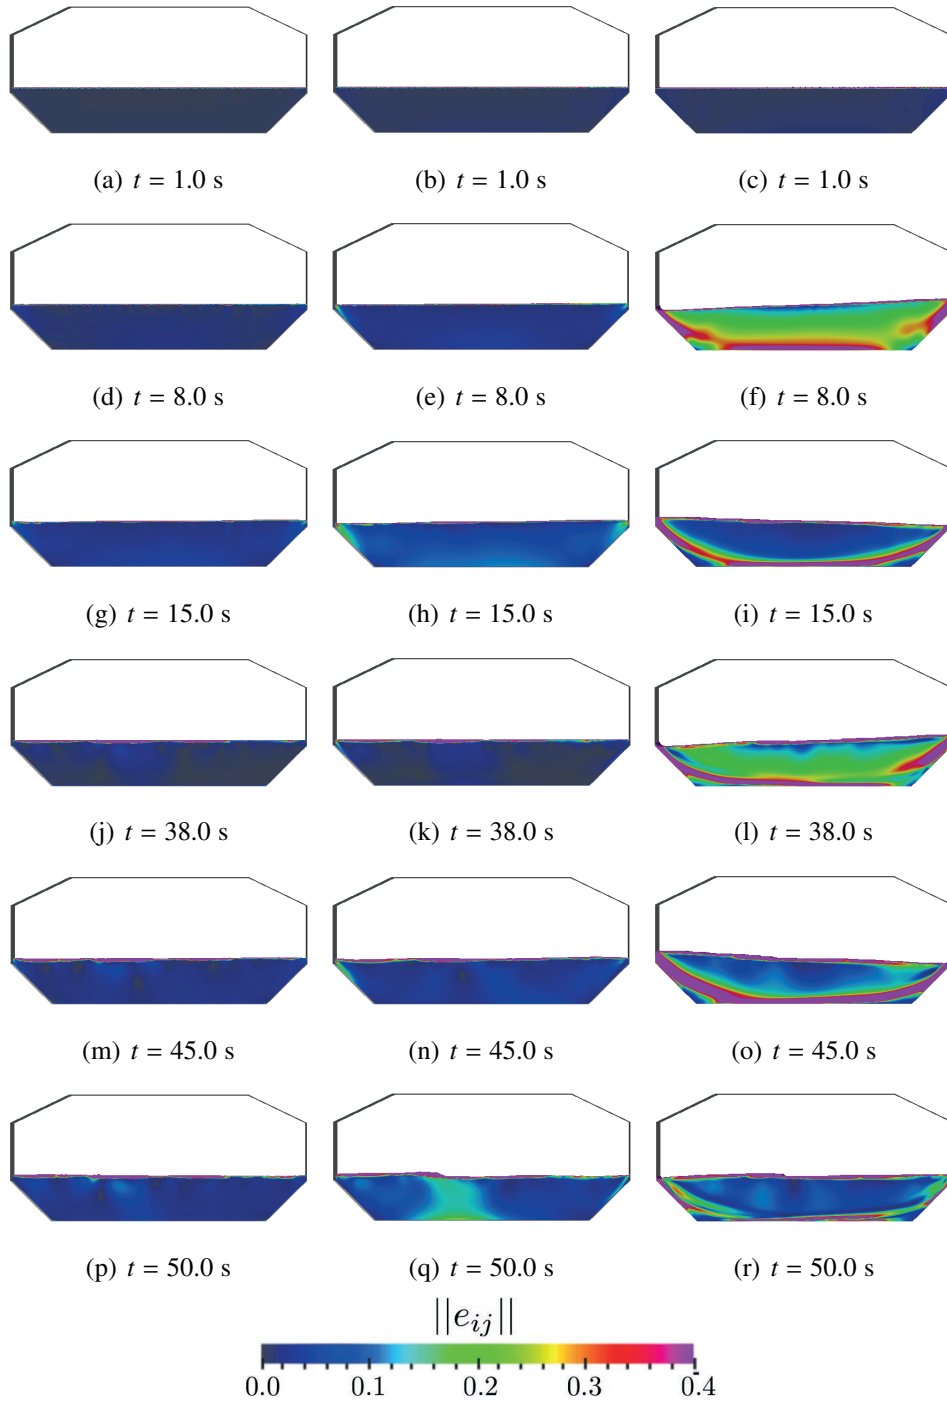 (a) t = 1.0 s (b) t = 1.0 s (c) t = 1.0 s
(d) t = 8.0 s (e) t = 8.0 s (f) t = 8.0 s
(g) t = 15.0 s (h) t = 15.0 s (i) t = 15.0 s
(j) t = 38.0 s (k) t = 38.0 s (l) t = 38.0 s
(m) t = 45.0 s (n) t = 45.0 s (o) t = 45.0 s
(p) t = 50.0 s (q) t = 50.0 s (r) t = 50.0 s
||e_{ij}||
0.0 0.1 0.2 0.3 0.4